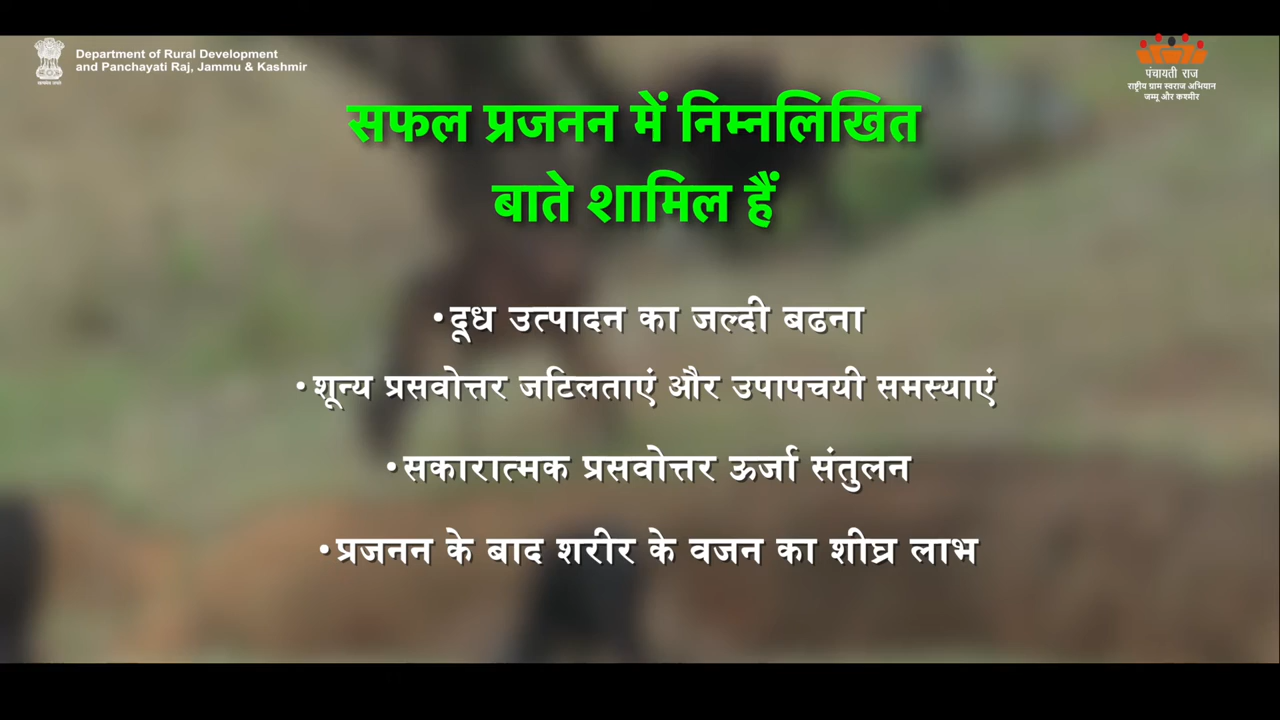 Department of Rural Development
and Panchayati Raj, Jammu & Kashmir
पंचायती राज
राष्ट्रीय ग्राम स्वराज अभियान
जम्मू और कश्मीर
सफल प्रजनन में निम्नलिखित
बाते शामिल हैं
•दूध उत्पादन का जल्दी बढना
•शून्य प्रसवोत्तर जटिलताएं और उपापचयी समस्याएं
•सकारात्मक प्रसवोत्तर ऊर्जा संतुलन
•प्रजनन के बाद शरीर के वजन का शीघ्र लाभ